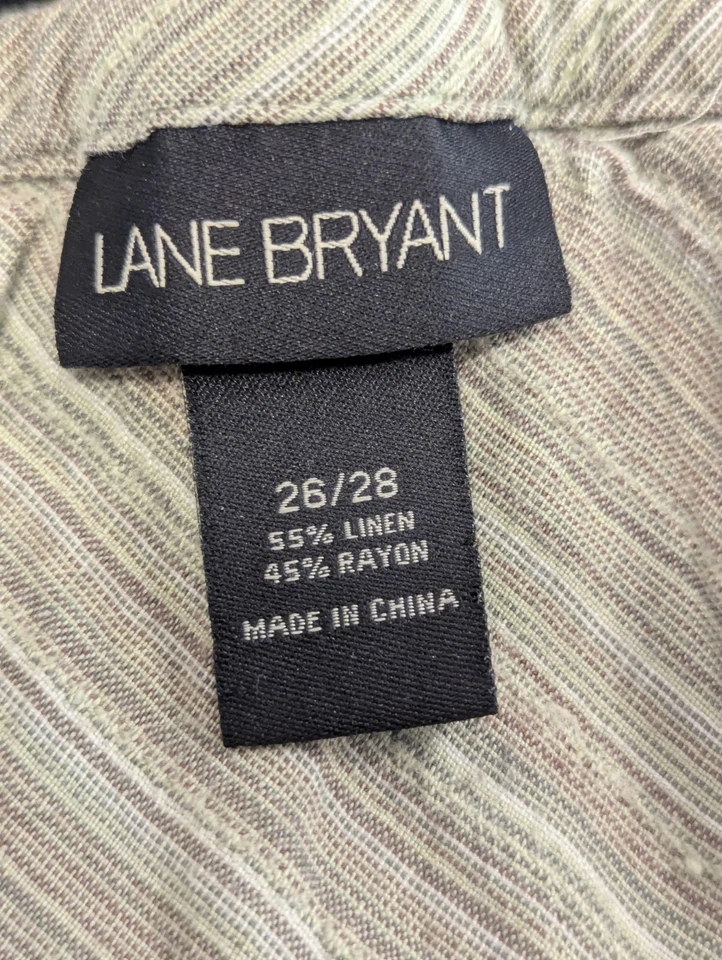 LANE BRYANT
26/28
55% LINEN
45% RAYON
MADE IN CHINA